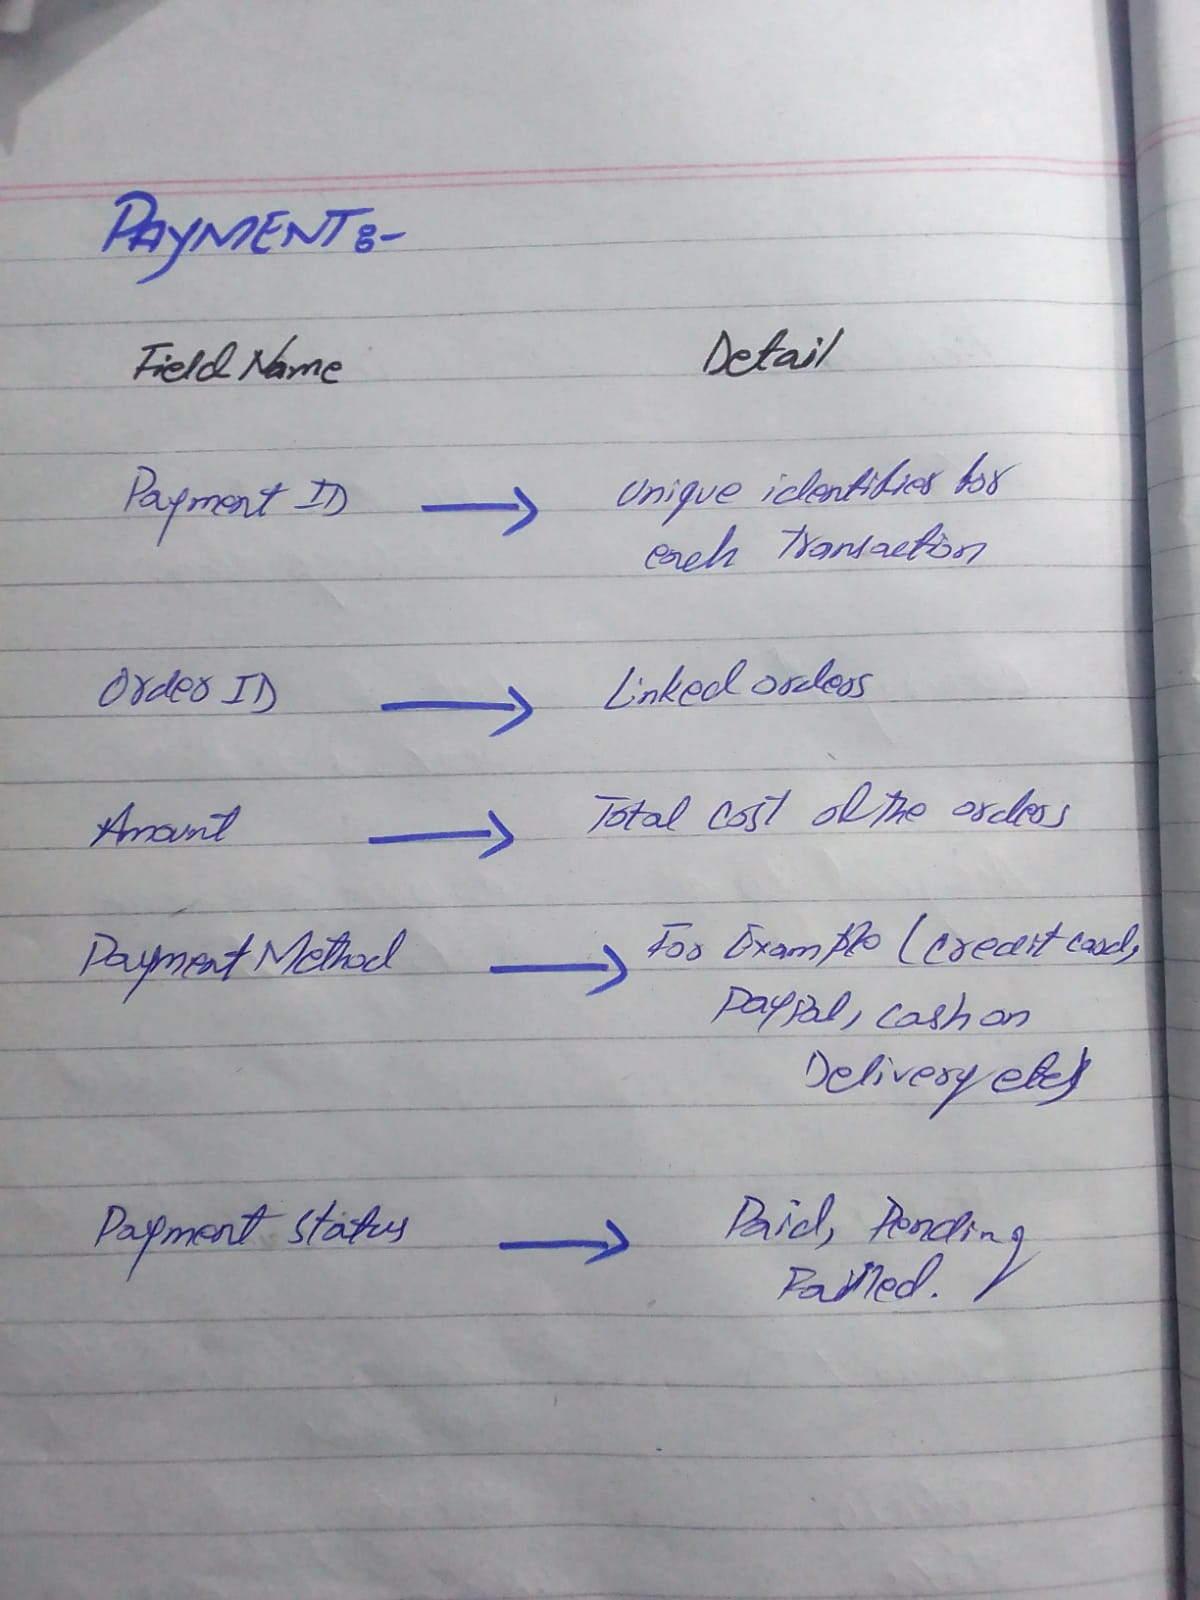 PAYMENT:-
Field Name Detail
Payment ID → Unique identifier for
each Transaction
Order ID → Linked orders
Amount → Total cost of the orders
Payment Method → For Example (credit card,
PayPal, cash on
Delivery etc)
Payment Status → Paid, Pending
Failed.